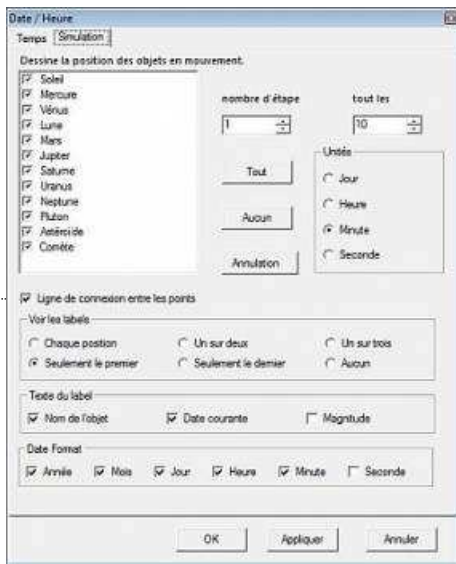 Date / Heure
Temps Simulation
Dessine la position des objets en mouvement.
Soleil
Mercure
Vénus
Lune
Mars
Jupiter
Saturne
Uranus
Neptune
Pluton
Astéroïde
Comète
nombre d'étape
tout les
1
10
Tout
Aucun
Annulation
Unités
Jour
Heure
Minute
Seconde
Ligne de connexion entre les points
Voir les labels
Chaque position Un sur deux Un sur trois
Seulement le premier Seulement le dernier Aucun
Texte du label
Nom de l'objet Date courante Magnitude
Date Format
Année Mois Jour Heure Minute Seconde
OK Appliquer Annuler